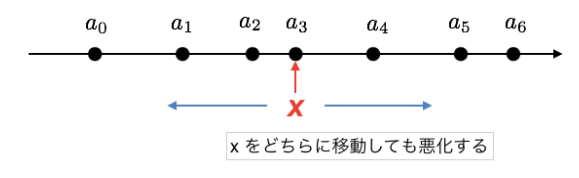 a₀ a₁ a₂ a₃ a₄ a₅ a₆
x
x をどちらに移動しても悪化する